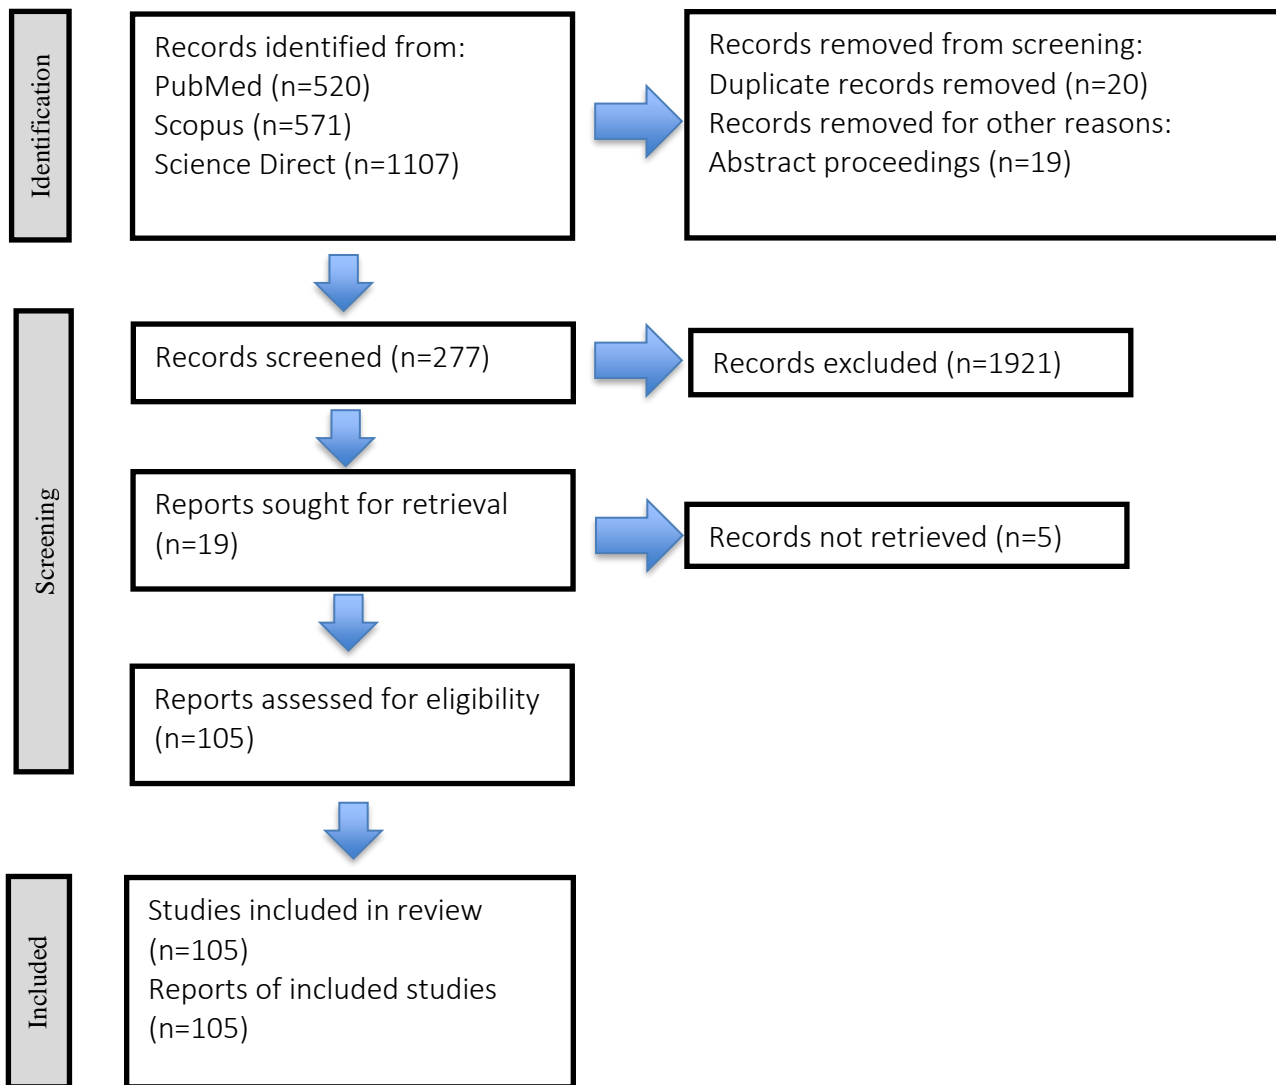 Identification
Records identified from:
PubMed (n=520)
Scopus (n=571)
Science Direct (n=1107)
Records removed from screening:
Duplicate records removed (n=20)
Records removed for other reasons:
Abstract proceedings (n=19)
Screening
Records screened (n=277)
Records excluded (n=1921)
Reports sought for retrieval
(n=19)
Records not retrieved (n=5)
Reports assessed for eligibility
(n=105)
Included
Studies included in review
(n=105)
Reports of included studies
(n=105)